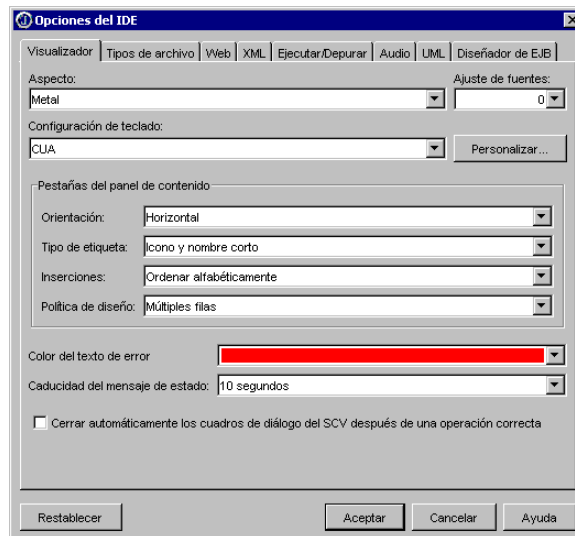 Opciones del IDE
Visualizador Tipos de archivo Web XML Ejecutar/Depurar Audio UML Diseñador de EJB
Aspecto: Ajuste de fuentes:
Metal 0
Configuración de teclado:
CUA Personalizar...
Pestañas del panel de contenido
Orientación: Horizontal
Tipo de etiqueta: Icono y nombre corto
Inserciones: Ordenar alfabéticamente
Política de diseño: Múltiples filas
Color del texto de error
Caducidad del mensaje de estado: 10 segundos
Cerrar automáticamente los cuadros de diálogo del SCV después de una operación correcta
Restablecer Aceptar Cancelar Ayuda